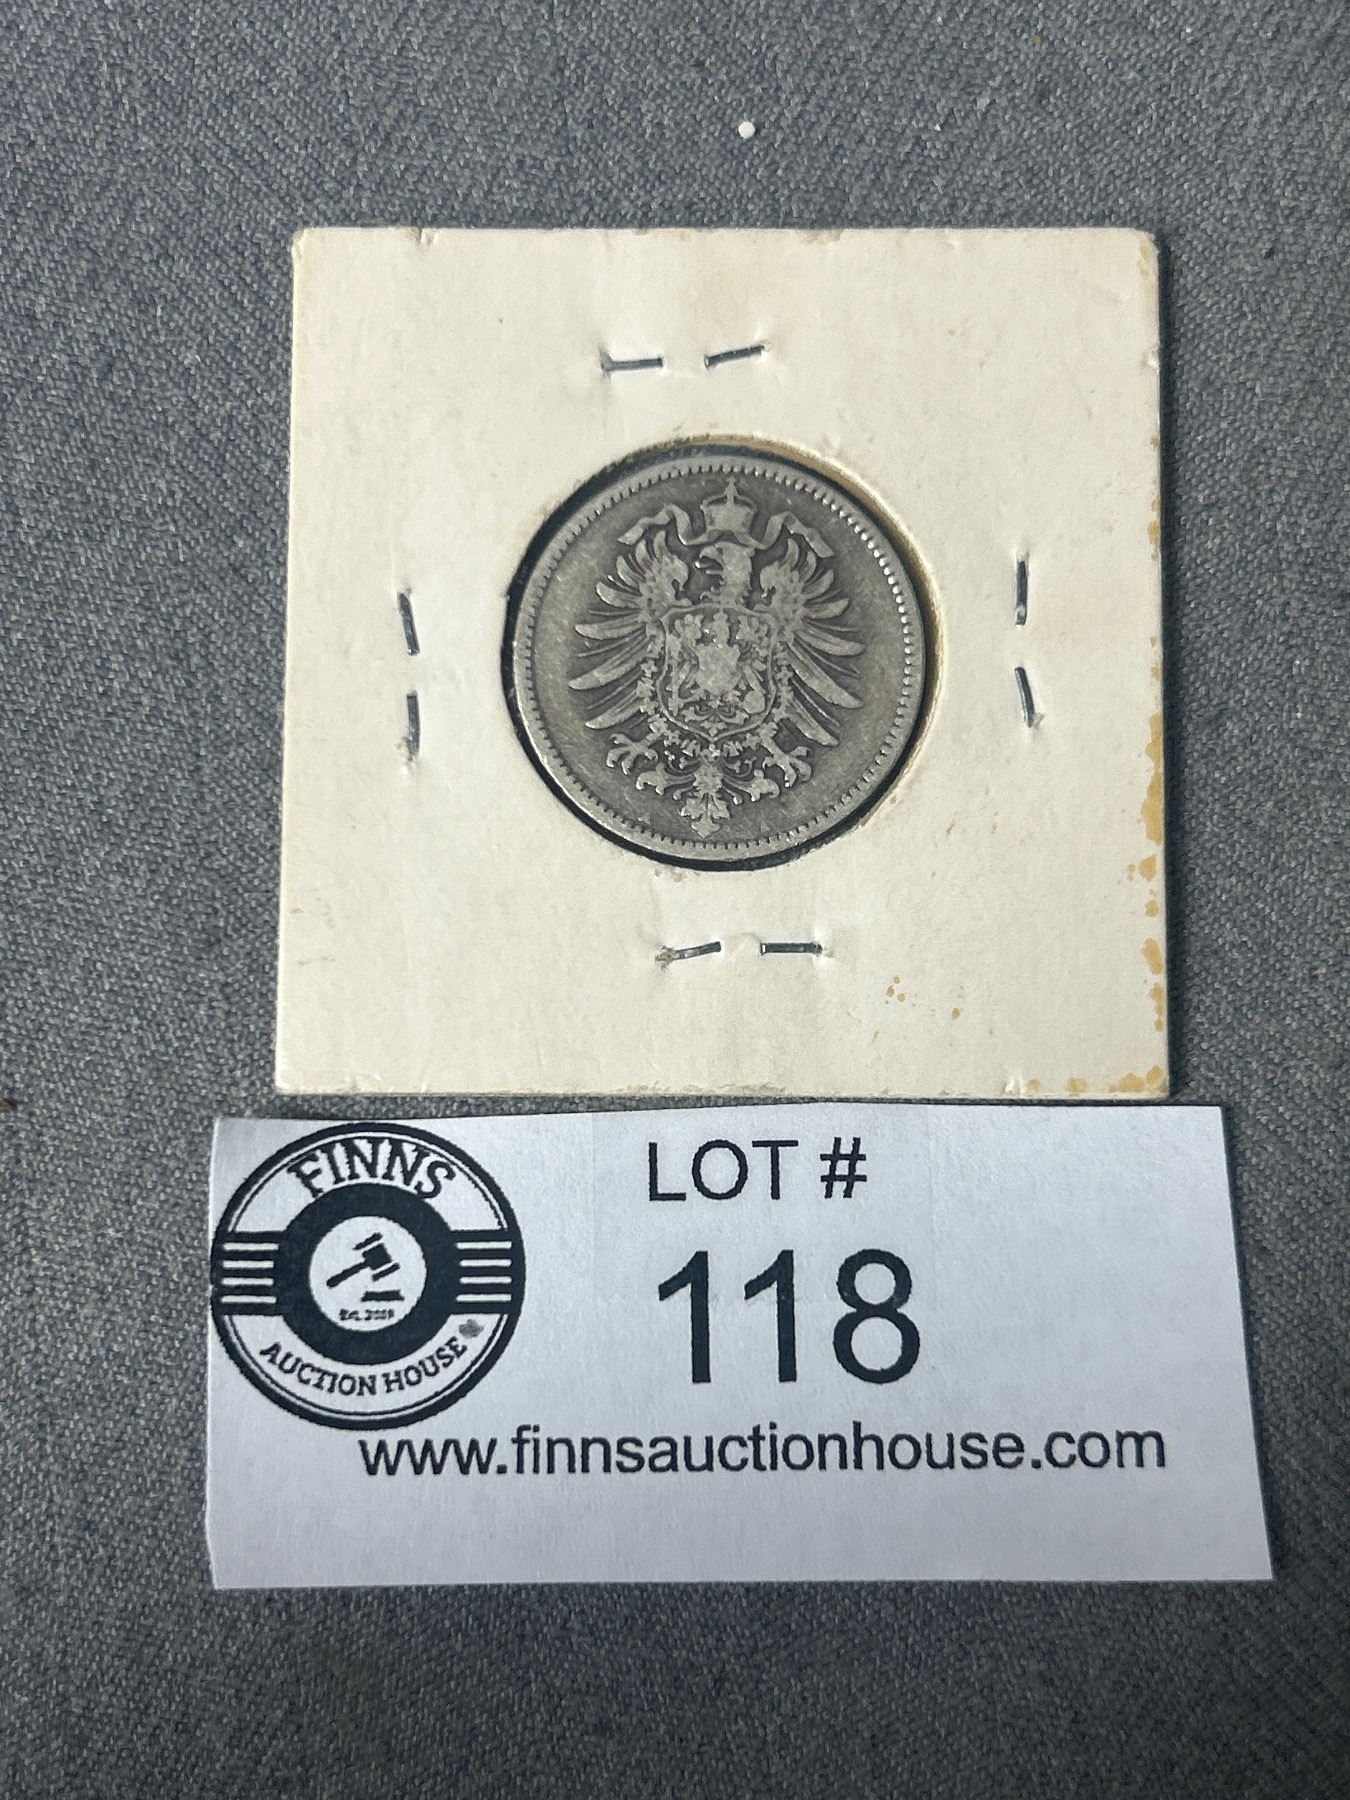 FINNS
AUCTION HOUSE
LOT #
118
www.finnsauctionhouse.com